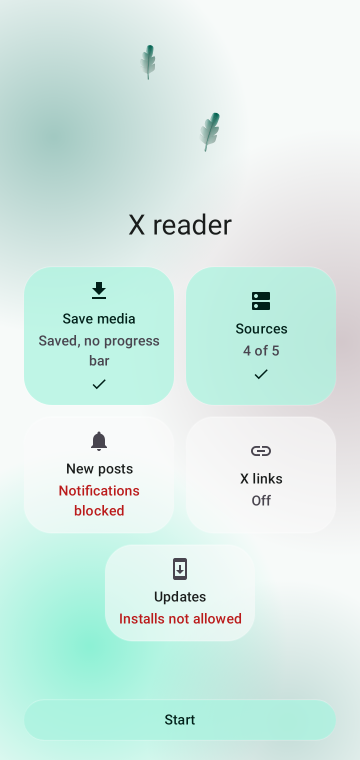 X reader
Save media
Saved, no progress
bar
Sources
4 of 5
New posts
Notifications
blocked
X links
Off
Updates
Installs not allowed
Start